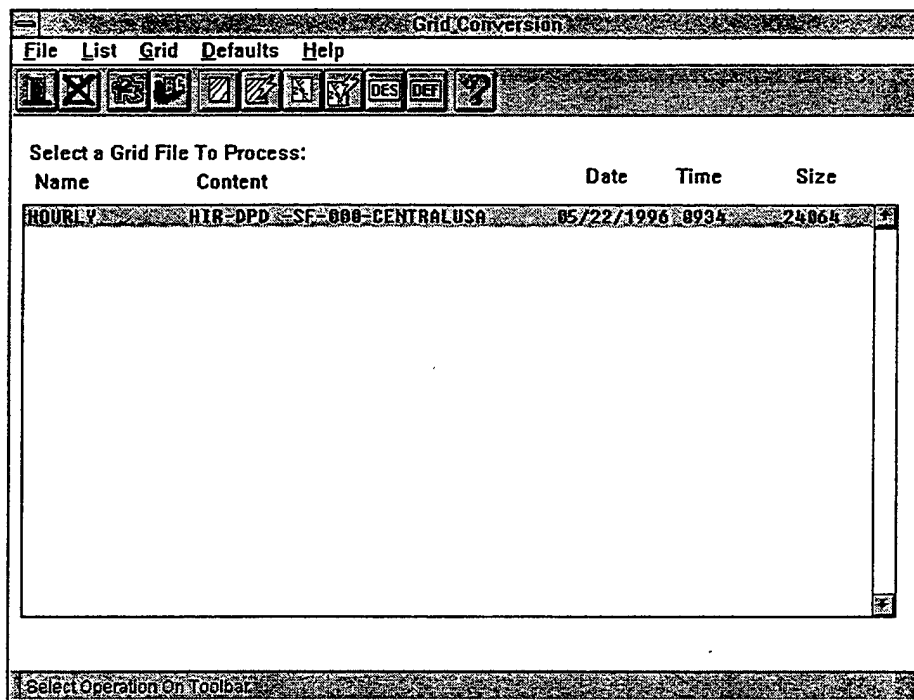 Grid Conversion
File List Grid Defaults Help
DES DEF
Select a Grid File To Process:
Name Content Date Time Size
HOURLY HIR-DPD -SF-000-CENTRALUSA 05/22/1996 0934 24064
Select Operation On Toolbar